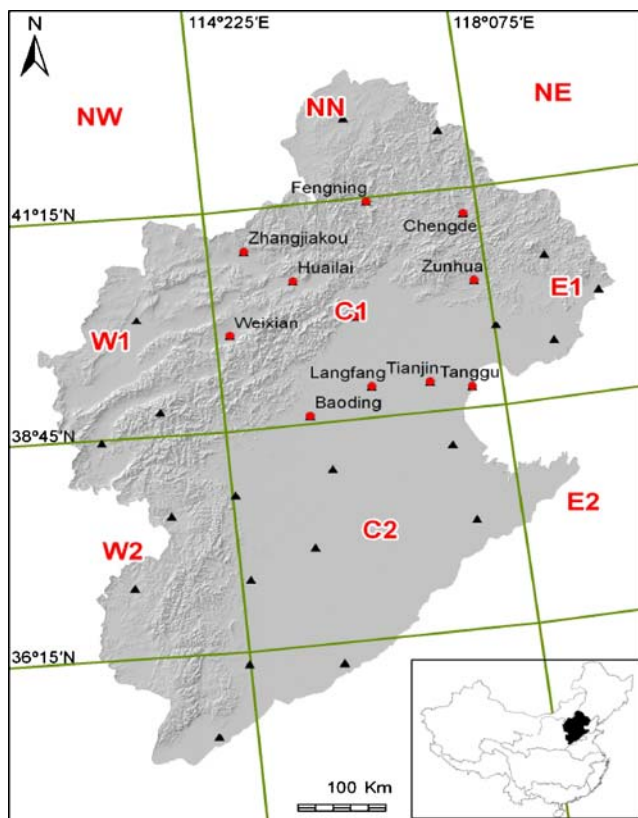 114°225'E
118°075'E
N
NW
NN
NE
Fengning
41°15'N
Chengde
Zhangjiakou
Huailai
Zunhua
E1
C1
W1
Weixian
Langfang
Tianjin
Tanggu
Baoding
38°45'N
E2
C2
W2
36°15'N
100 Km